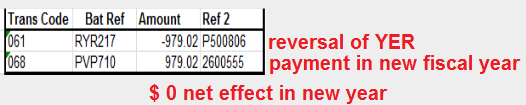 Trans Code Bat Ref Amount Ref 2
061 RYR217 -979.02 P500806 reversal of YER
068 PVP710 979.02 2600555 payment in new fiscal year
$ 0 net effect in new year